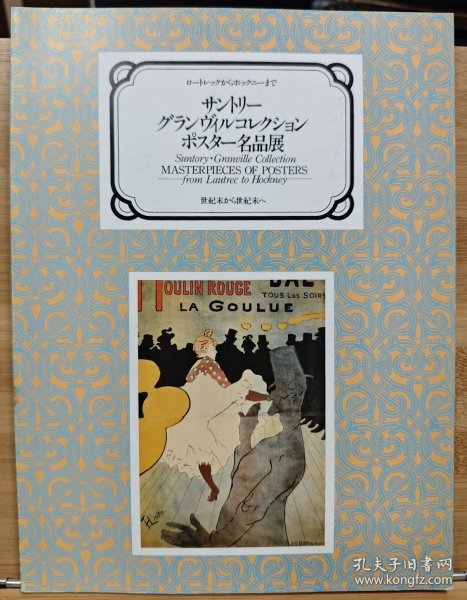 ロートレックからホックニーまで
サントリー
グランヴィルコレクション
ポスター名品展
Suntory・Granville Collection
MASTERPIECES OF POSTERS
from Lautrec to Hockney
世紀末から世紀末へ
MOULIN ROUGE BAL
TOUS LES SOIRS
LA GOULUE
孔夫子旧书网
www.kongfz.com